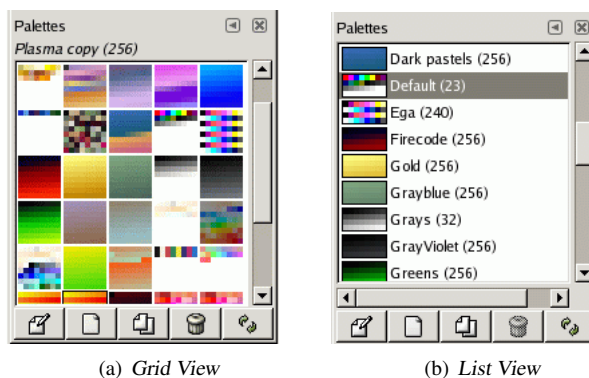 Palettes
Plasma copy (256)
Palettes
Dark pastels (256)
Default (23)
Ega (240)
Firecode (256)
Gold (256)
Grayblue (256)
Grays (32)
GrayViolet (256)
Greens (256)
(a) Grid View
(b) List View